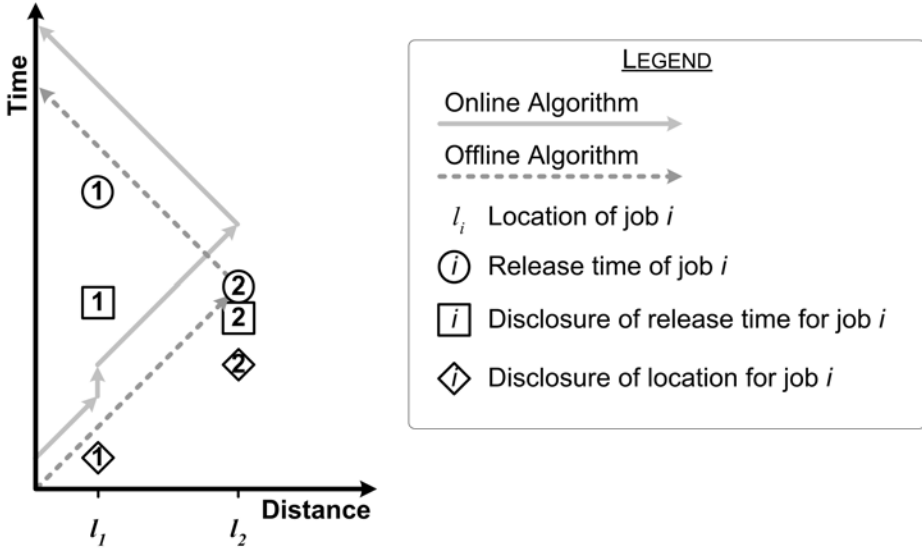 Time
1
1
1
2
2
2
l1
l2
Distance
LEGEND
Online Algorithm
Offline Algorithm
li Location of job i
i Release time of job i
i Disclosure of release time for job i
i Disclosure of location for job i